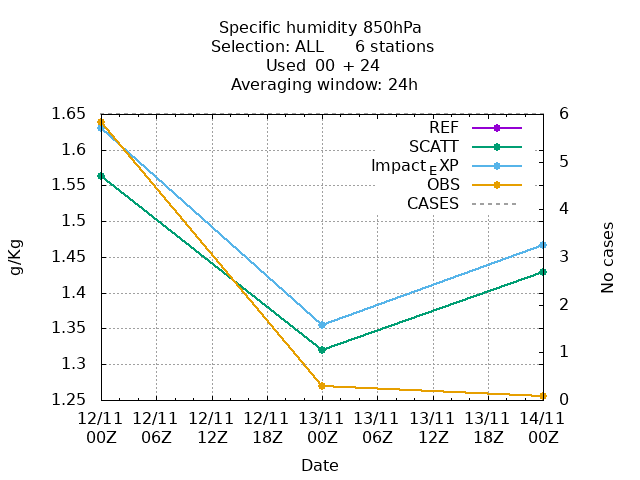 Specific humidity 850hPa
Selection: ALL 6 stations
Used 00 + 24
Averaging window: 24h
1.65
1.6
1.55
1.5
1.45
1.4
1.35
1.3
1.25
g/Kg
REF
SCATT
Impact_EXP
OBS
CASES
6
5
4
3
2
1
0
No cases
12/11 12/11 12/11 12/11 13/11 13/11 13/11 13/11 14/11
00Z 06Z 12Z 18Z 00Z 06Z 12Z 18Z 00Z
Date